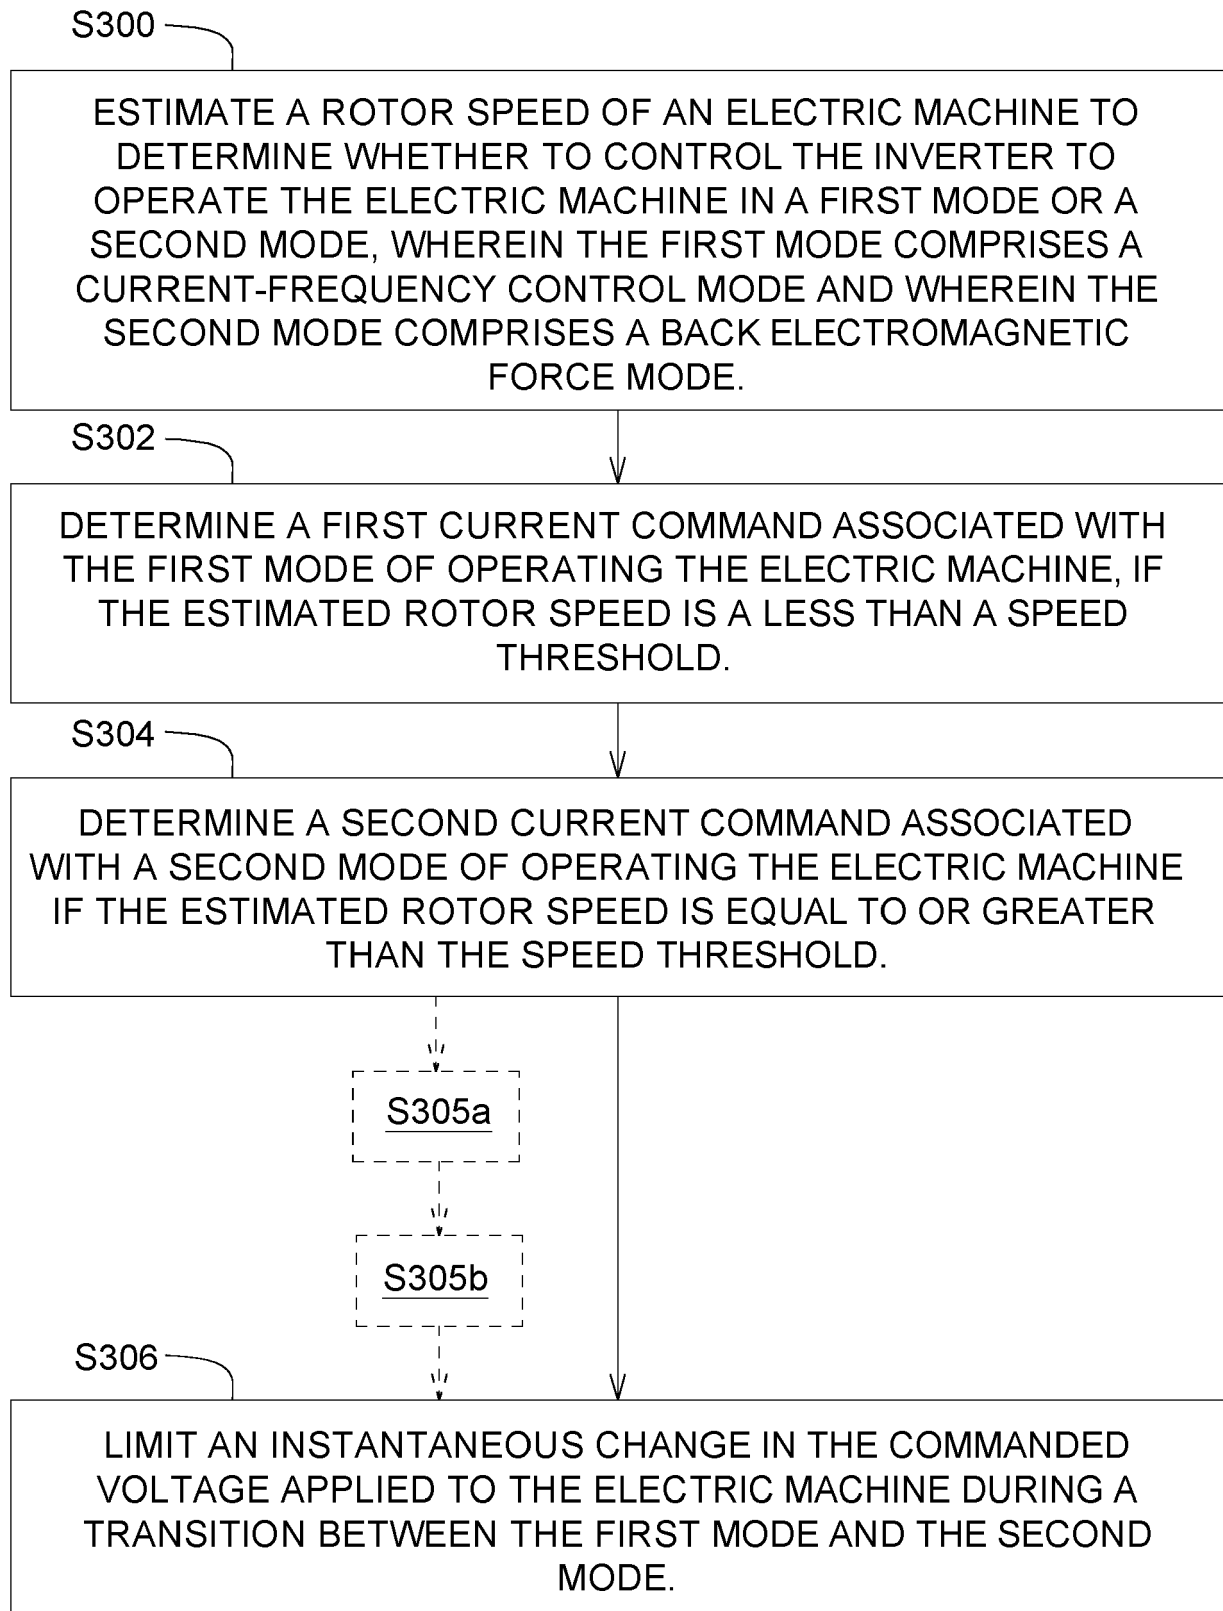 S300
ESTIMATE A ROTOR SPEED OF AN ELECTRIC MACHINE TO
DETERMINE WHETHER TO CONTROL THE INVERTER TO
OPERATE THE ELECTRIC MACHINE IN A FIRST MODE OR A
SECOND MODE, WHEREIN THE FIRST MODE COMPRISES A
CURRENT-FREQUENCY CONTROL MODE AND WHEREIN THE
SECOND MODE COMPRISES A BACK ELECTROMAGNETIC
FORCE MODE.
S302
DETERMINE A FIRST CURRENT COMMAND ASSOCIATED WITH
THE FIRST MODE OF OPERATING THE ELECTRIC MACHINE, IF
THE ESTIMATED ROTOR SPEED IS A LESS THAN A SPEED
THRESHOLD.
S304
DETERMINE A SECOND CURRENT COMMAND ASSOCIATED
WITH A SECOND MODE OF OPERATING THE ELECTRIC MACHINE
IF THE ESTIMATED ROTOR SPEED IS EQUAL TO OR GREATER
THAN THE SPEED THRESHOLD.
S305a
S305b
S306
LIMIT AN INSTANTANEOUS CHANGE IN THE COMMANDED
VOLTAGE APPLIED TO THE ELECTRIC MACHINE DURING A
TRANSITION BETWEEN THE FIRST MODE AND THE SECOND
MODE.